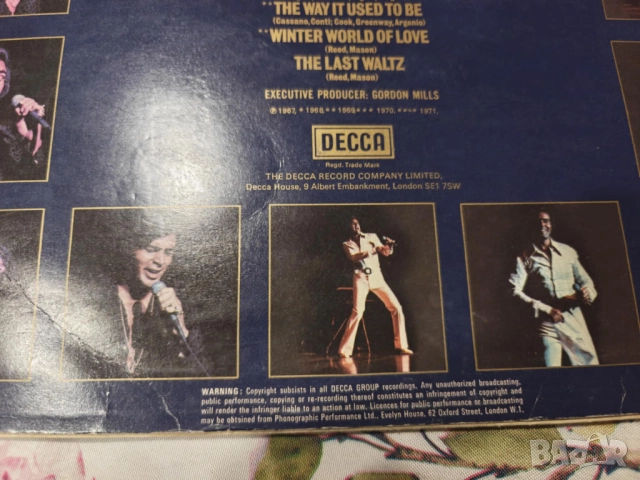 THE WAY IT USED TO BE
(Cassano, Conti; Cook, Greenway, Argenio)
**WINTER WORLD OF LOVE
(Reed, Mason)
THE LAST WALTZ
(Reed, Mason)
EXECUTIVE PRODUCER: GORDON MILLS
℗ 1967, * 1968, ** 1969, *** 1970, **** 1971.
DECCA
Regd. Trade Mark
THE DECCA RECORD COMPANY LIMITED,
Decca House, 9 Albert Embankment, London SE1 7SW
WARNING: Copyright subsists in all DECCA GROUP recordings. Any unauthorized broadcasting,
public performance, copying or re-recording thereof constitutes an infringement of copyright and
will render the infringer liable to an action at law. Licences for public performance or broadcasting
may be obtained from Phonographic Performance Ltd., Evelyn House, 62 Oxford Street, London W.1.
BAZAR.bg